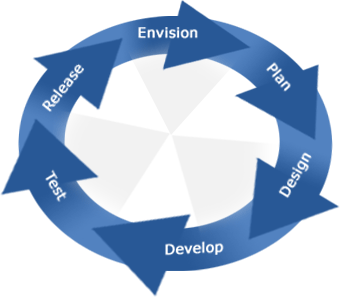 Envision
Plan
Design
Develop
Test
Release